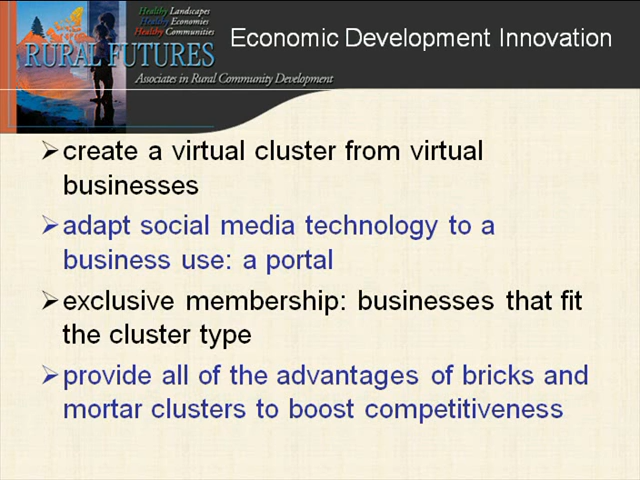 Healthy Landscapes
Healthy Economies
Healthy Communities
RURAL FUTURES
Associates in Rural Community Development
Economic Development Innovation
create a virtual cluster from virtual
businesses
adapt social media technology to a
business use: a portal
exclusive membership: businesses that fit
the cluster type
provide all of the advantages of bricks and
mortar clusters to boost competitiveness